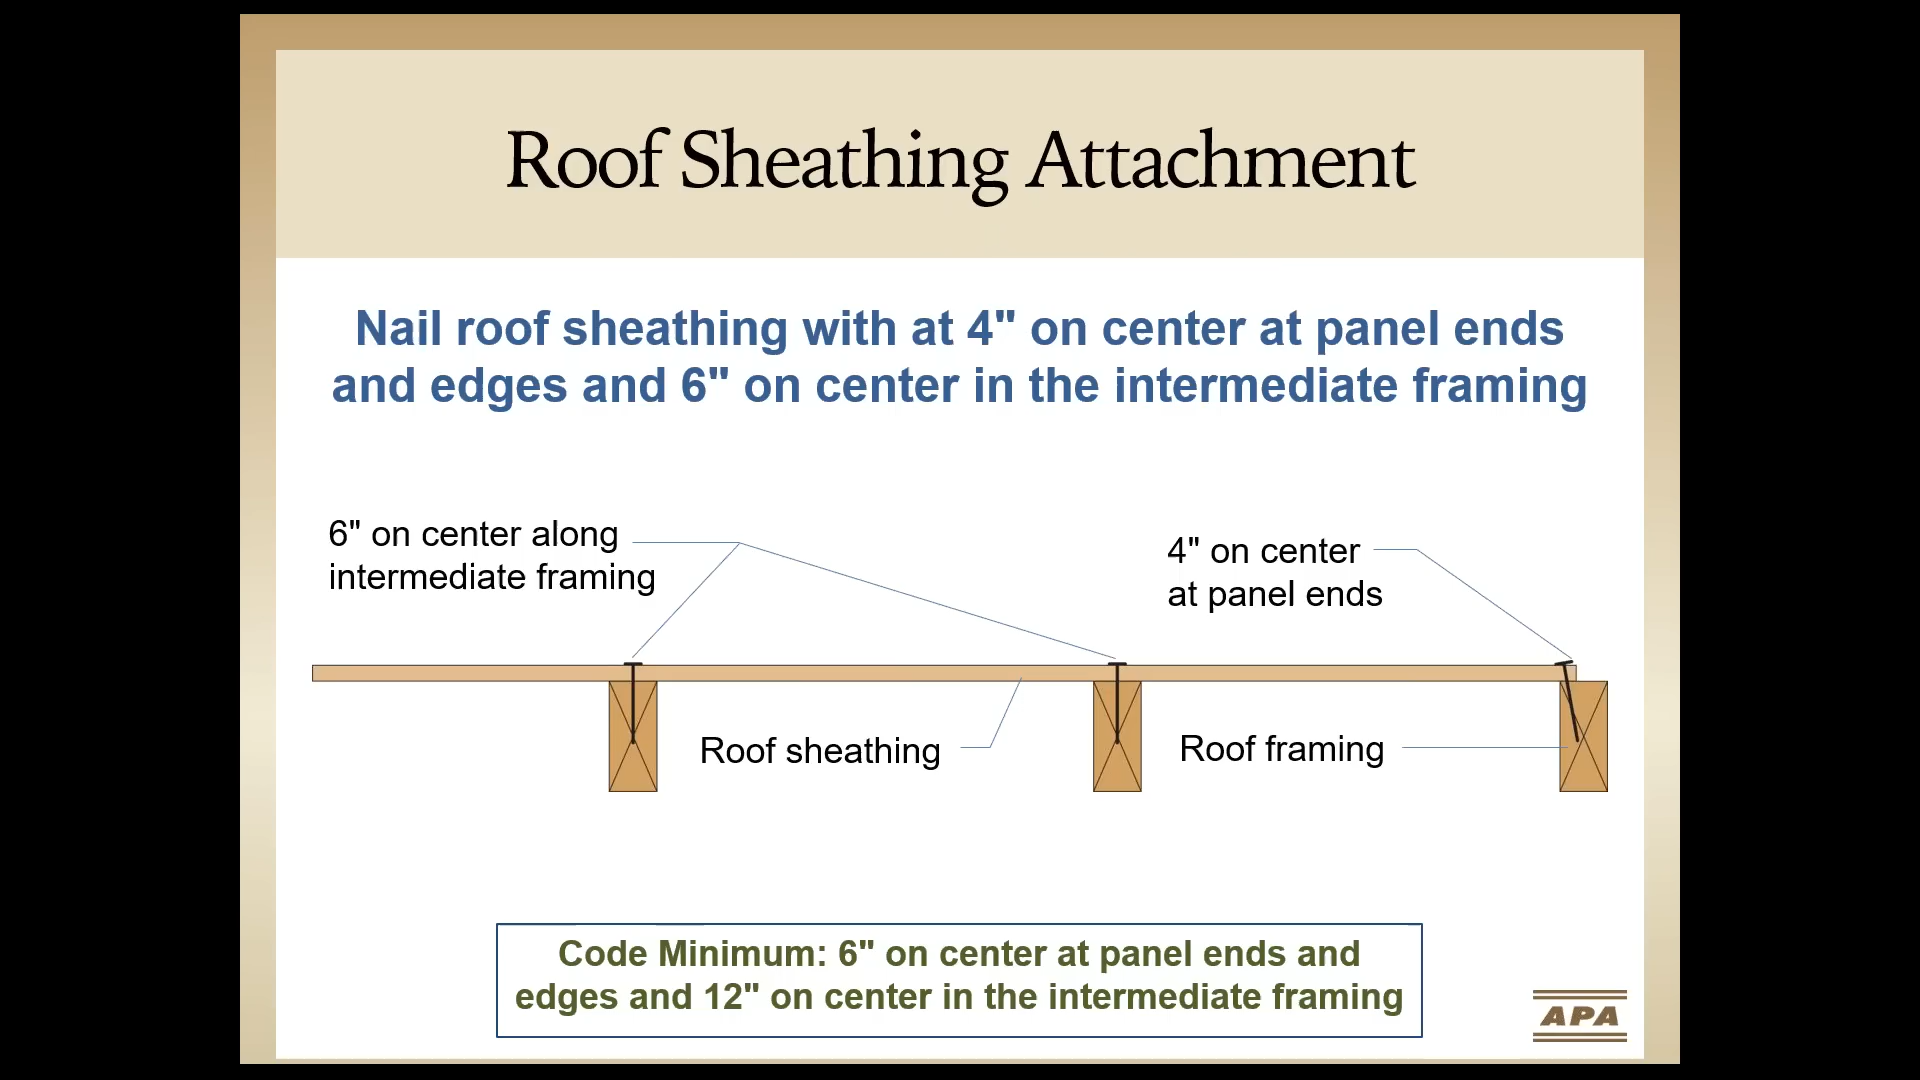 Roof Sheathing Attachment
Nail roof sheathing with at 4" on center at panel ends
and edges and 6" on center in the intermediate framing
6" on center along
intermediate framing
4" on center
at panel ends
Roof sheathing
Roof framing
Code Minimum: 6" on center at panel ends and
edges and 12" on center in the intermediate framing
APA